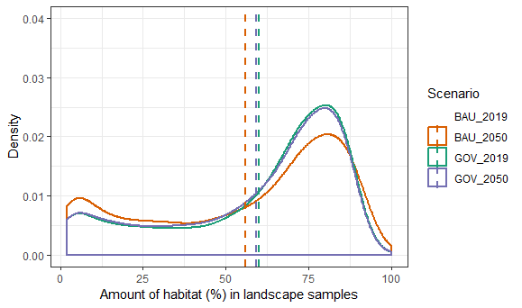 0.04
0.03
0.02
0.01
0.00
Density
0
25
50
75
100
Amount of habitat (%) in landscape samples
Scenario
BAU_2019
BAU_2050
GOV_2019
GOV_2050